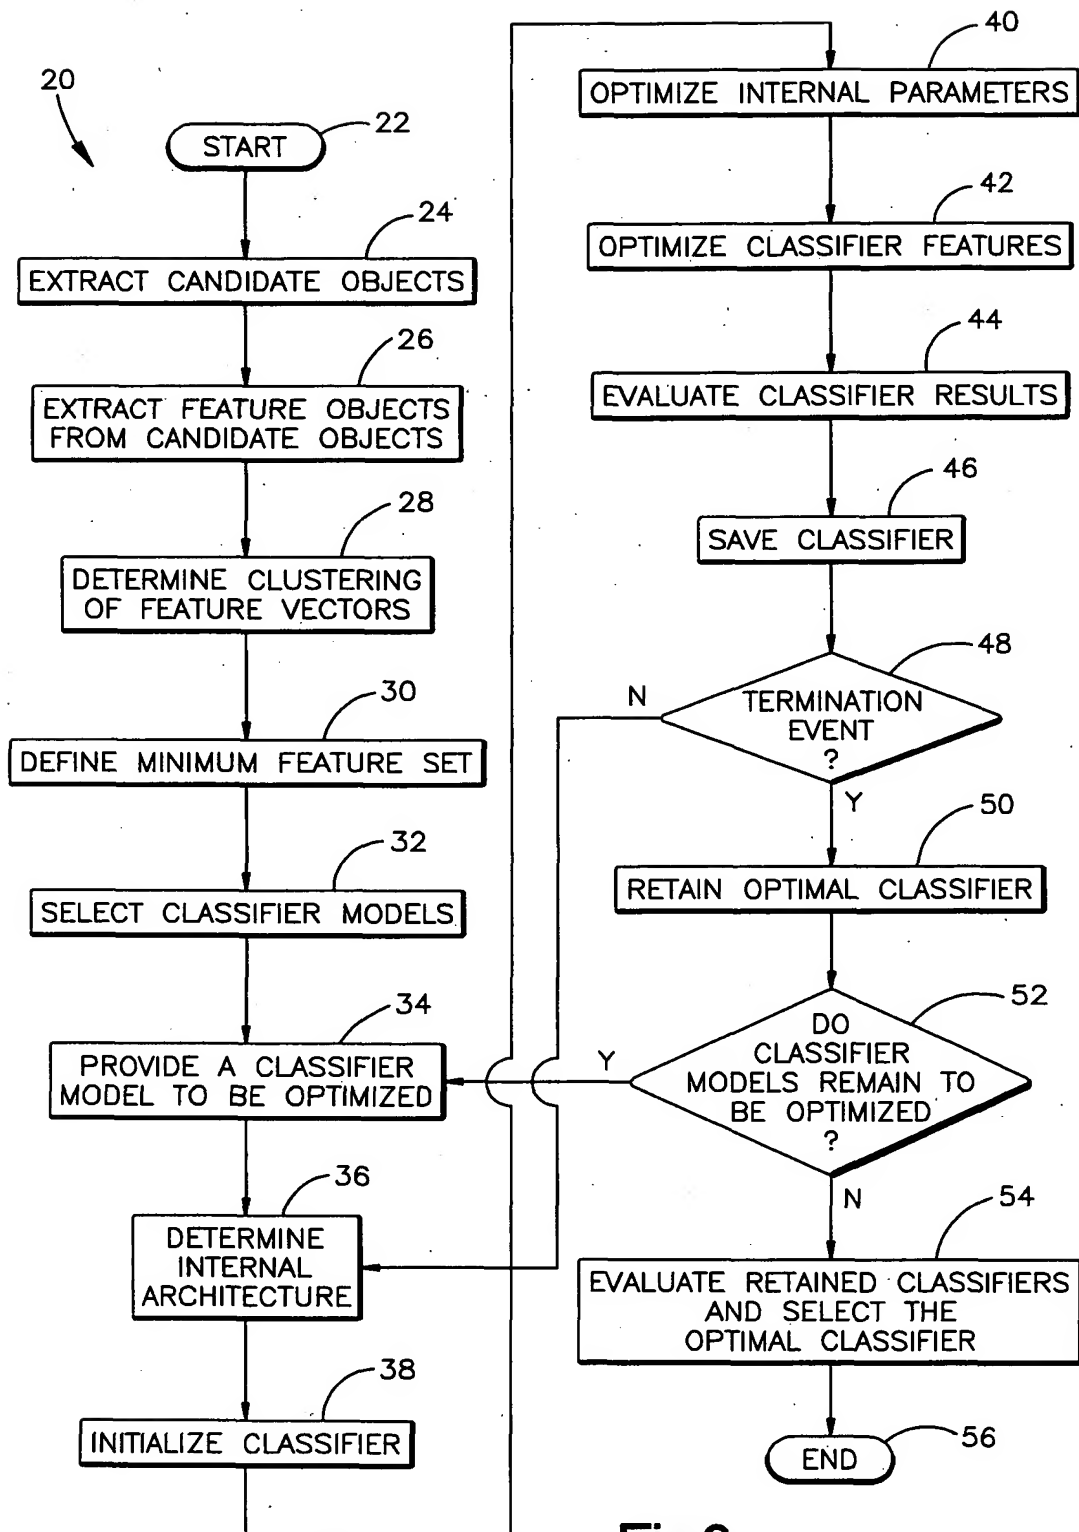 20
22
START
24
EXTRACT CANDIDATE OBJECTS
26
EXTRACT FEATURE OBJECTS
FROM CANDIDATE OBJECTS
28
DETERMINE CLUSTERING
OF FEATURE VECTORS
30
DEFINE MINIMUM FEATURE SET
32
SELECT CLASSIFIER MODELS
34
PROVIDE A CLASSIFIER
MODEL TO BE OPTIMIZED
36
DETERMINE
INTERNAL
ARCHITECTURE
38
INITIALIZE CLASSIFIER
40
OPTIMIZE INTERNAL PARAMETERS
42
OPTIMIZE CLASSIFIER FEATURES
44
EVALUATE CLASSIFIER RESULTS
46
SAVE CLASSIFIER
48
N
TERMINATION
EVENT
?
Y
50
RETAIN OPTIMAL CLASSIFIER
52
Y
DO
CLASSIFIER
MODELS REMAIN TO
BE OPTIMIZED
?
N
54
EVALUATE RETAINED CLASSIFIERS
AND SELECT THE
OPTIMAL CLASSIFIER
56
END